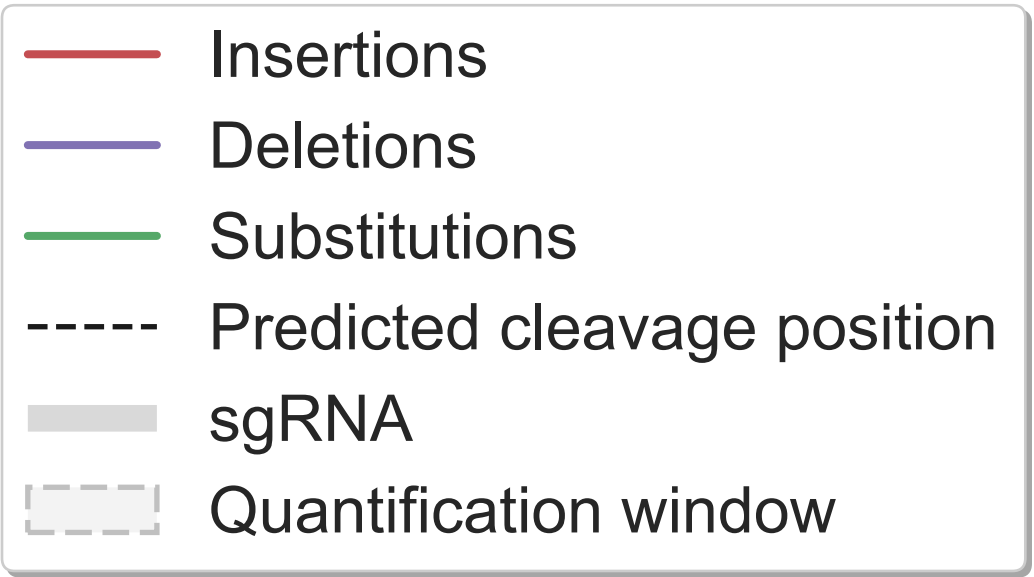 Insertions
Deletions
Substitutions
Predicted cleavage position
sgRNA
Quantification window